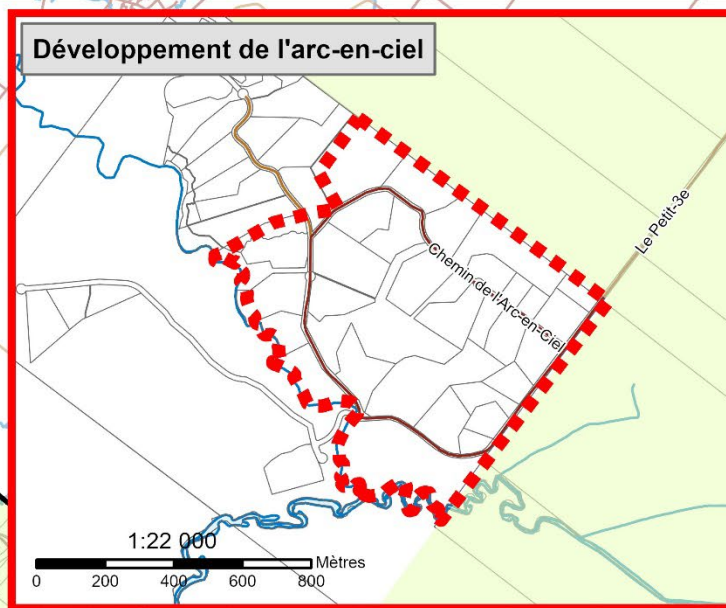 Développement de l'arc-en-ciel
Le Petit-3e
Chemin de l'Arc-en-Ciel
1:22 000
Mètres
0 200 400 600 800